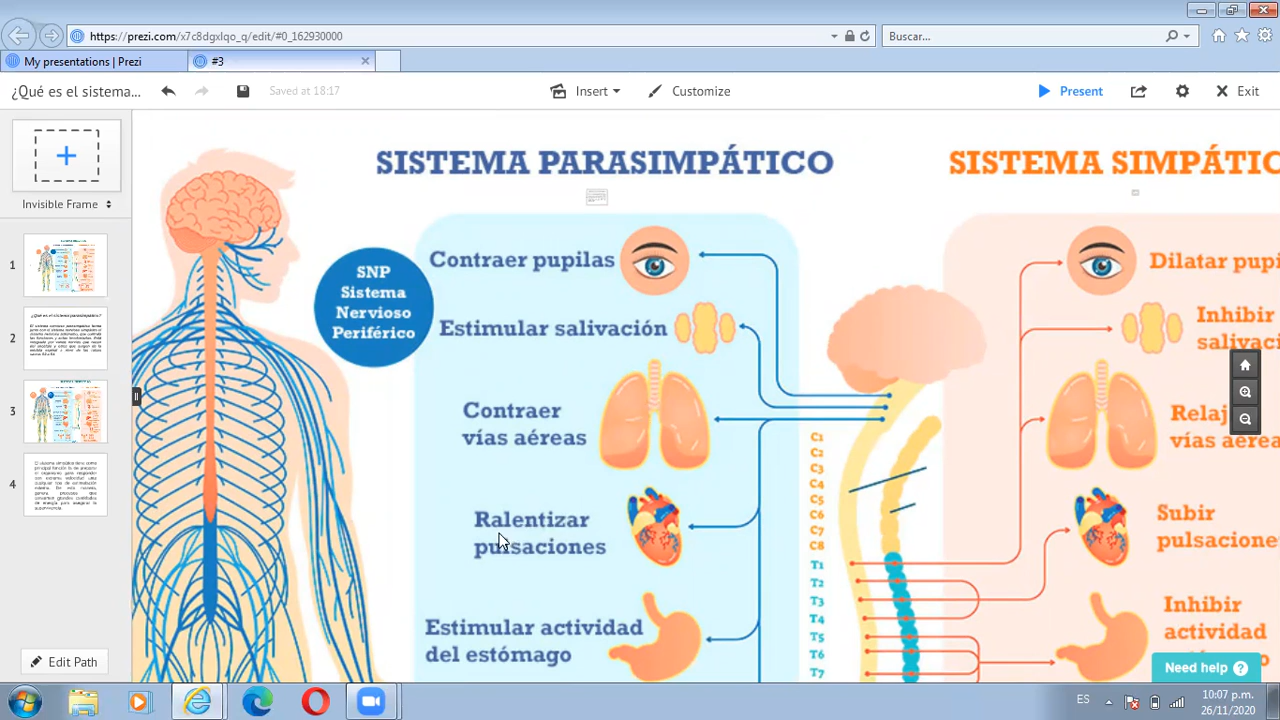 https://prezi.com/x7c8dgxlqo_q/edit/#0_162930000
Buscar...
My presentations | Prezi
#3
¿Qué es el sistema...
Saved at 18:17
Insert
Customize
Present
Exit
Invisible Frame
1
2
3
4
Edit Path
SISTEMA PARASIMPÁTICO
SISTEMA SIMPÁTIC
SNP
Sistema
Nervioso
Periférico
Contraer pupilas
Estimular salivación
Contraer
vías aéreas
Ralentizar
pulsaciones
Estimular actividad
del estómago
C1
C2
C3
C4
C5
C6
C7
C8
T1
T2
T3
T4
T5
T6
T7
Dilatar pupi
Inhibir
salivaci
Relaj
vías aérea
Subir
pulsacione
Inhibir
actividad
Need help ?
ES
10:07 p.m.
26/11/2020